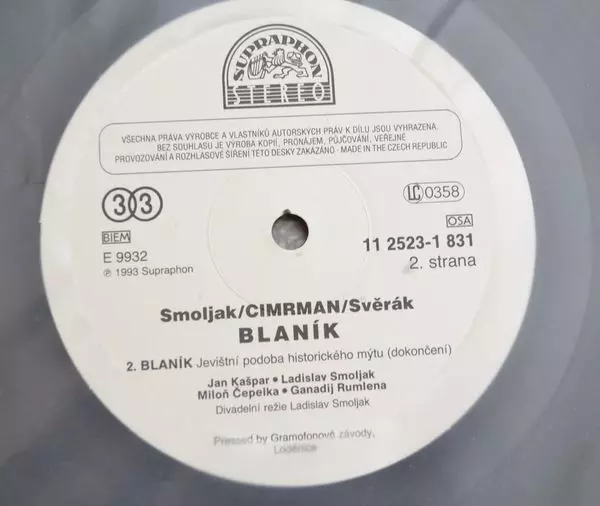 SUPRAPHON
STEREO
VŠECHNA PRÁVA VÝROBCE A VLASTNÍKŮ AUTORSKÝCH PRÁV K DÍLU JSOU VYHRAZENA.
BEZ SOUHLASU JE VÝROBA KOPIÍ, PRONÁJEM, PŮJČOVÁNÍ, VEŘEJNÉ
PROVOZOVÁNÍ A ROZHLASOVÉ ŠÍŘENÍ TÉTO DESKY ZAKÁZÁNO · MADE IN THE CZECH REPUBLIC
33
LC 0358
BIEM
OSA
E 9932
11 2523-1 831
℗ 1993 Supraphon
2. strana
Smoljak/CIMRMAN/Svěrák
BLANÍK
2. BLANÍK Jevištní podoba historického mýtu (dokončení)
Jan Kašpar • Ladislav Smoljak
Miloň Čepelka • Ganadij Rumlena
Divadelní režie Ladislav Smoljak
Pressed by Gramofonové závody,
Loděnice